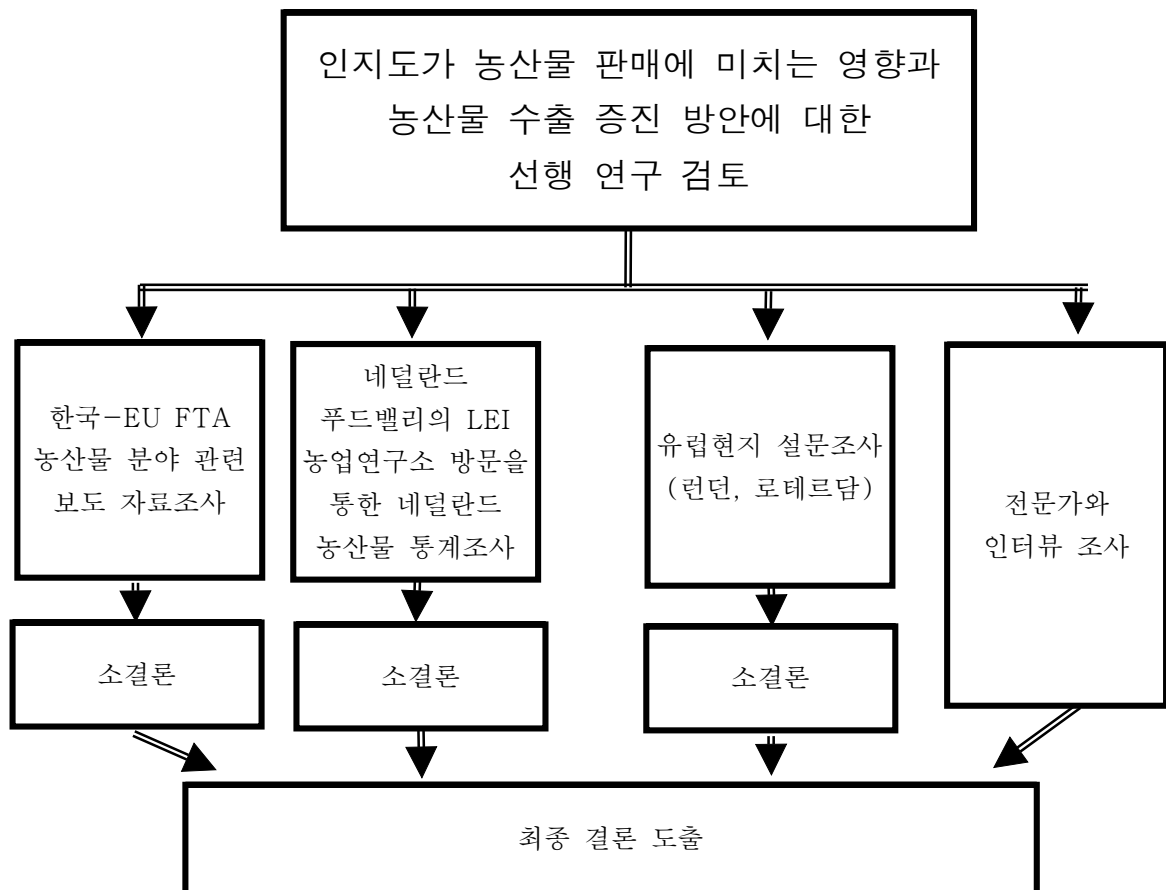 인지도가 농산물 판매에 미치는 영향과
농산물 수출 증진 방안에 대한
선행 연구 검토
한국-EU FTA
농산물 분야 관련
보도 자료조사
네덜란드
푸드밸리의 LEI
농업연구소 방문을
통한 네덜란드
농산물 통계조사
유럽현지 설문조사
(런던, 로테르담)
전문가와
인터뷰 조사
소결론
소결론
소결론
최종 결론 도출